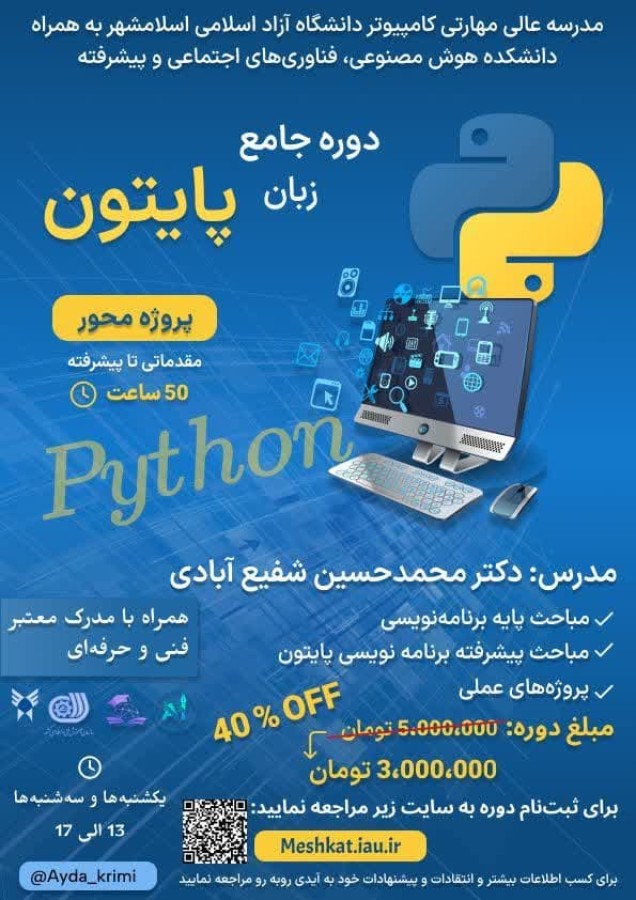 مدرسه عالی مهارتی کامپیوتر دانشگاه آزاد اسلامی اسلامشهر به همراه
دانشکده هوش مصنوعی، فناوری‌های اجتماعی و پیشرفته
دوره جامع
زبان پایتون
پروژه محور
مقدماتی تا پیشرفته
50 ساعت
Python
مدرس: دکتر محمدحسین شفیع آبادی
مباحث پایه برنامه‌نویسی
مباحث پیشرفته برنامه نویسی پایتون
پروژه‌های عملی
همراه با مدرک معتبر
فنی و حرفه‌ای
40 % OFF
مبلغ دوره: 5،000،000 تومان
3،000،000 تومان
یکشنبه‌ها و سه‌شنبه‌ها
13 الی 17
برای ثبت‌نام دوره به سایت زیر مراجعه نمایید:
Meshkat.iau.ir
برای کسب اطلاعات بیشتر و انتقادات و پیشنهادات خود به آیدی روبه رو مراجعه نمایید
@Ayda_krimi